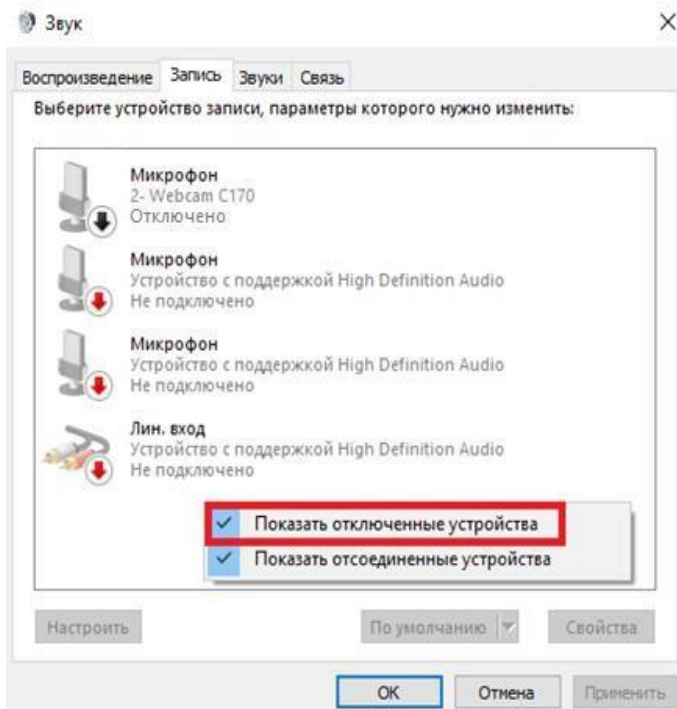 Звук
Воспроизведение Запись Звуки Связь
Выберите устройство записи, параметры которого нужно изменить:
Микрофон
2- Webcam C170
Отключено
Микрофон
Устройство с поддержкой High Definition Audio
Не подключено
Микрофон
Устройство с поддержкой High Definition Audio
Не подключено
Лин. вход
Устройство с поддержкой High Definition Audio
Не подключено
Показать отключенные устройства
Показать отсоединенные устройства
Настроить По умолчанию Свойства
ОК Отмена Применить